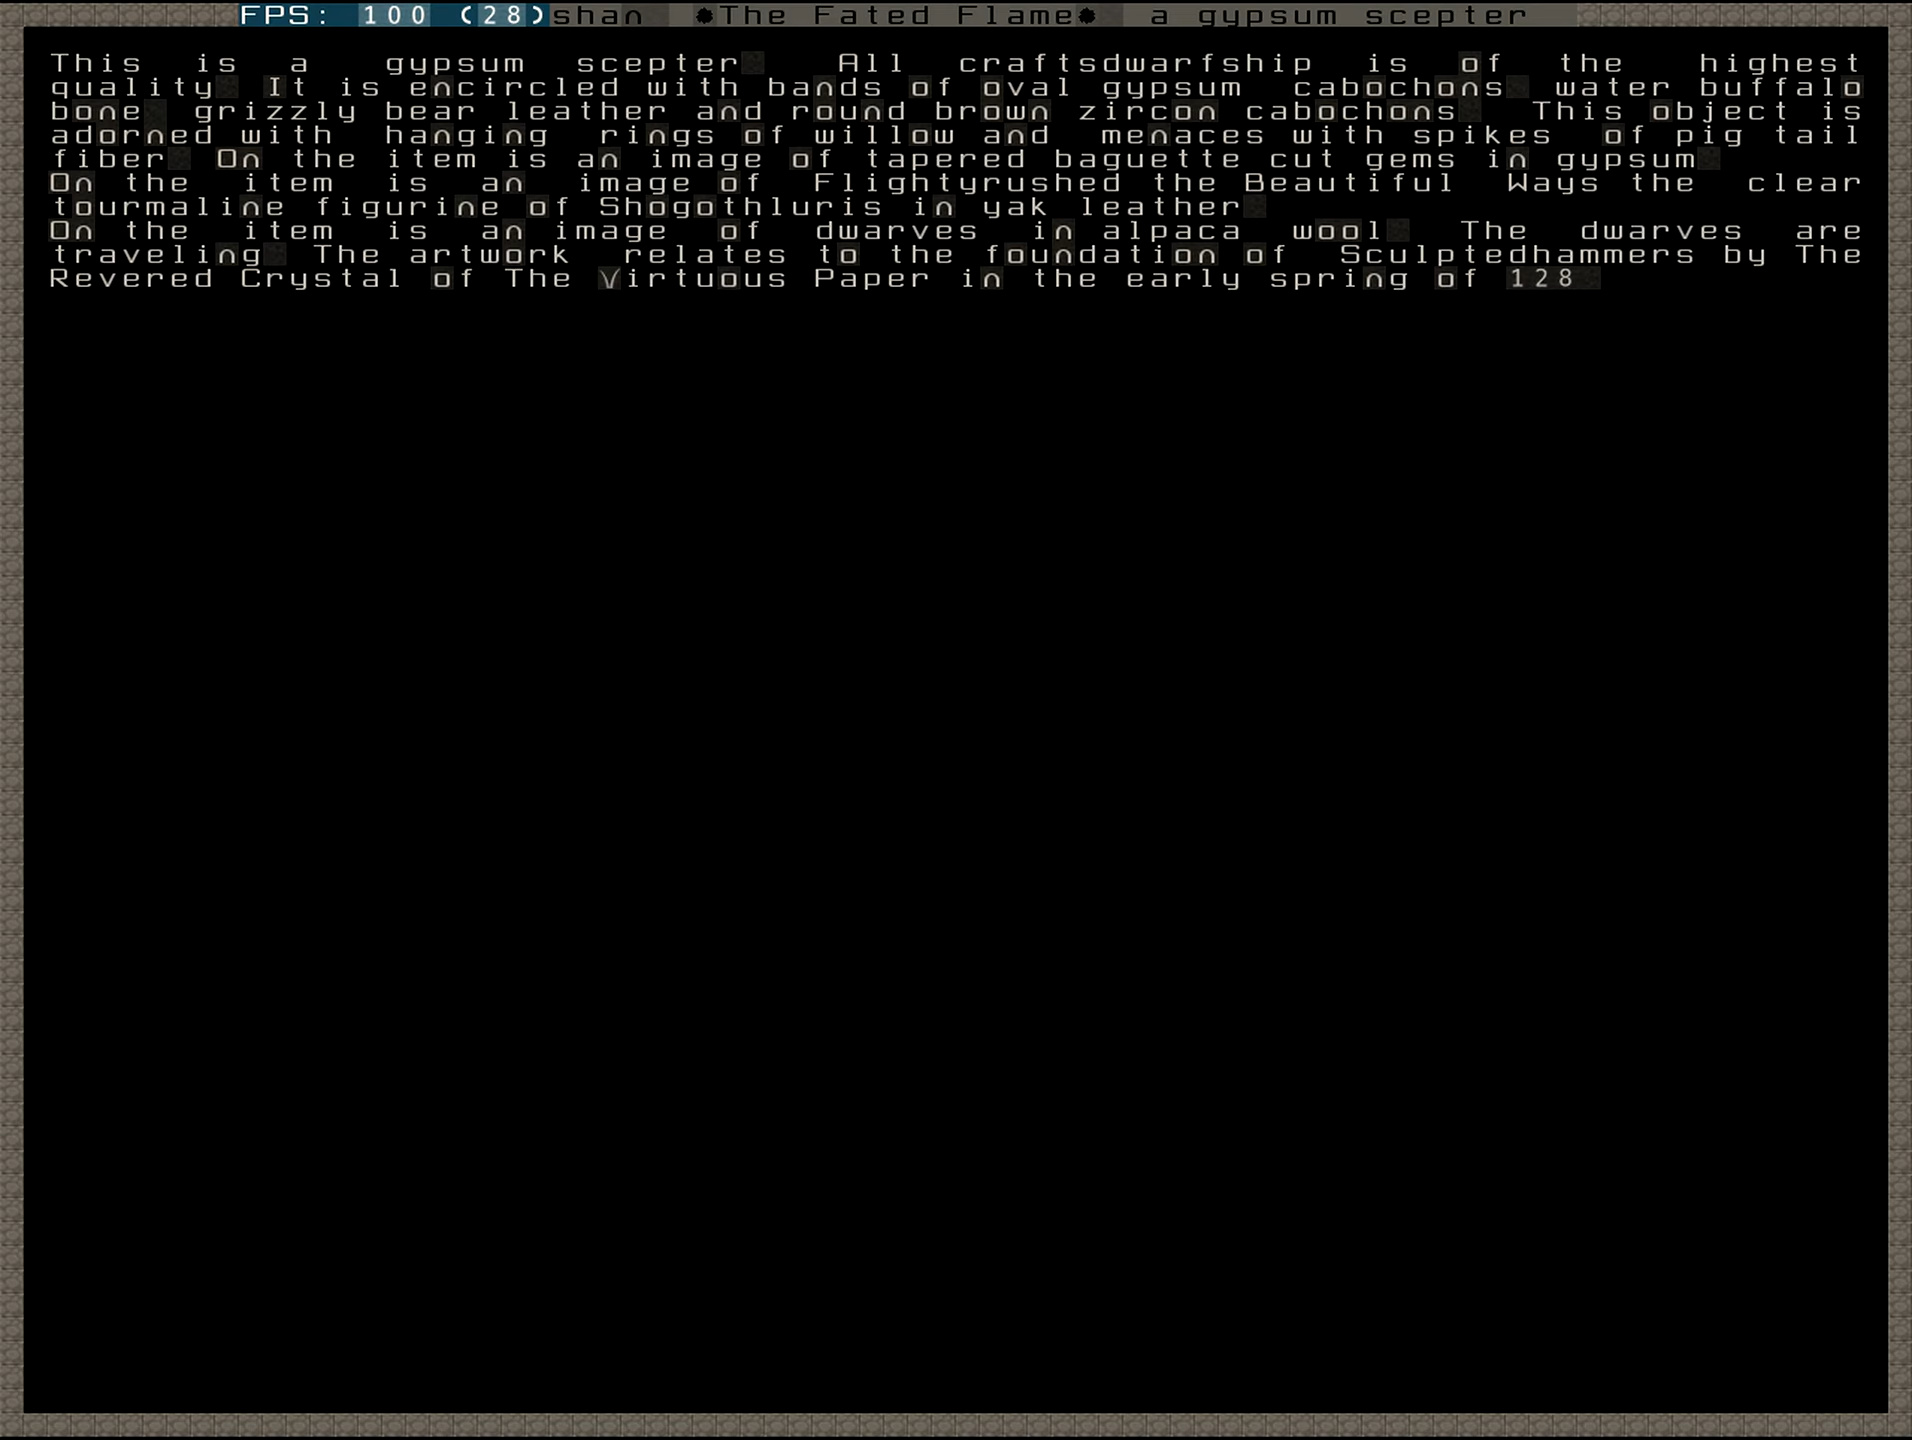 FPS: 100 (28)shan ☼The Fated Flame☼ a gypsum scepter
This is a gypsum scepter All craftsdwarfship is of the highest
quality It is encircled with bands of oval gypsum cabochons water buffalo
bone grizzly bear leather and round brown zircon cabochons This object is
adorned with hanging rings of willow and menaces with spikes of pig tail
fiber On the item is an image of tapered baguette cut gems in gypsum
On the item is an image of Flightyrushed the Beautiful Ways the clear
tourmaline figurine of Shogothluris in yak leather
On the item is an image of dwarves in alpaca wool The dwarves are
traveling The artwork relates to the foundation of Sculptedhammers by The
Revered Crystal of The Virtuous Paper in the early spring of 128